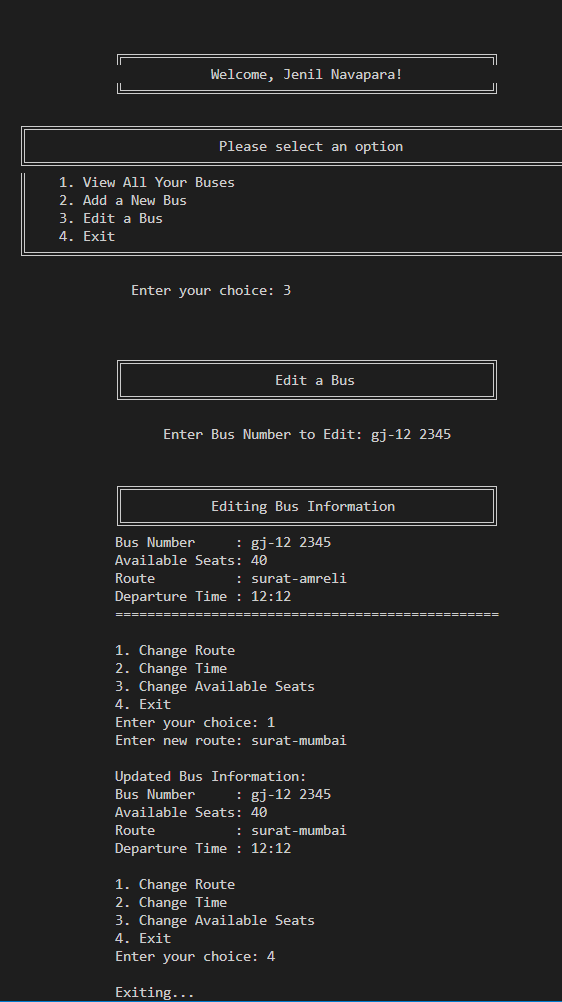 Welcome, Jenil Navapara!
Please select an option
1. View All Your Buses
2. Add a New Bus
3. Edit a Bus
4. Exit
Enter your choice: 3
Edit a Bus
Enter Bus Number to Edit: gj-12 2345
Editing Bus Information
Bus Number     : gj-12 2345
Available Seats: 40
Route          : surat-amreli
Departure Time : 12:12
================================================
1. Change Route
2. Change Time
3. Change Available Seats
4. Exit
Enter your choice: 1
Enter new route: surat-mumbai
Updated Bus Information:
Bus Number     : gj-12 2345
Available Seats: 40
Route          : surat-mumbai
Departure Time : 12:12
1. Change Route
2. Change Time
3. Change Available Seats
4. Exit
Enter your choice: 4
Exiting...